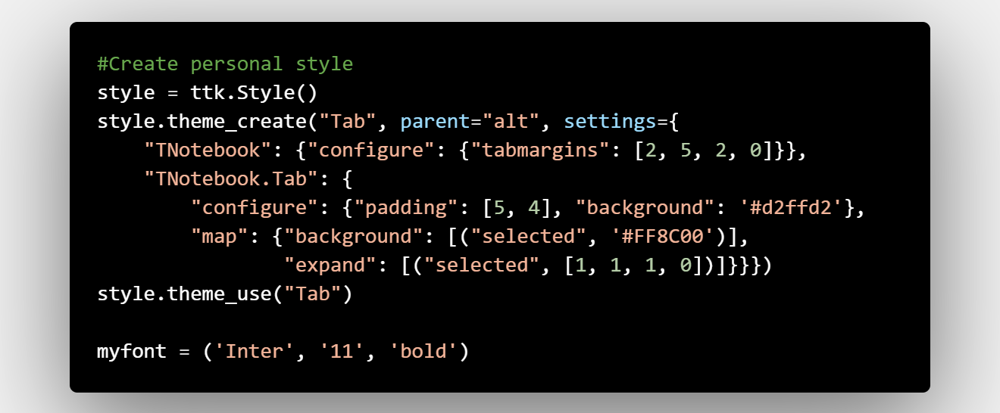 #Create personal style
style = ttk.Style()
style.theme_create("Tab", parent="alt", settings={
    "TNotebook": {"configure": {"tabmargins": [2, 5, 2, 0]}},
    "TNotebook.Tab": {
        "configure": {"padding": [5, 4], "background": '#d2ffd2'},
        "map": {"background": [("selected", '#FF8C00')],
                "expand": [("selected", [1, 1, 1, 0])]}}})
style.theme_use("Tab")

myfont = ('Inter', '11', 'bold')